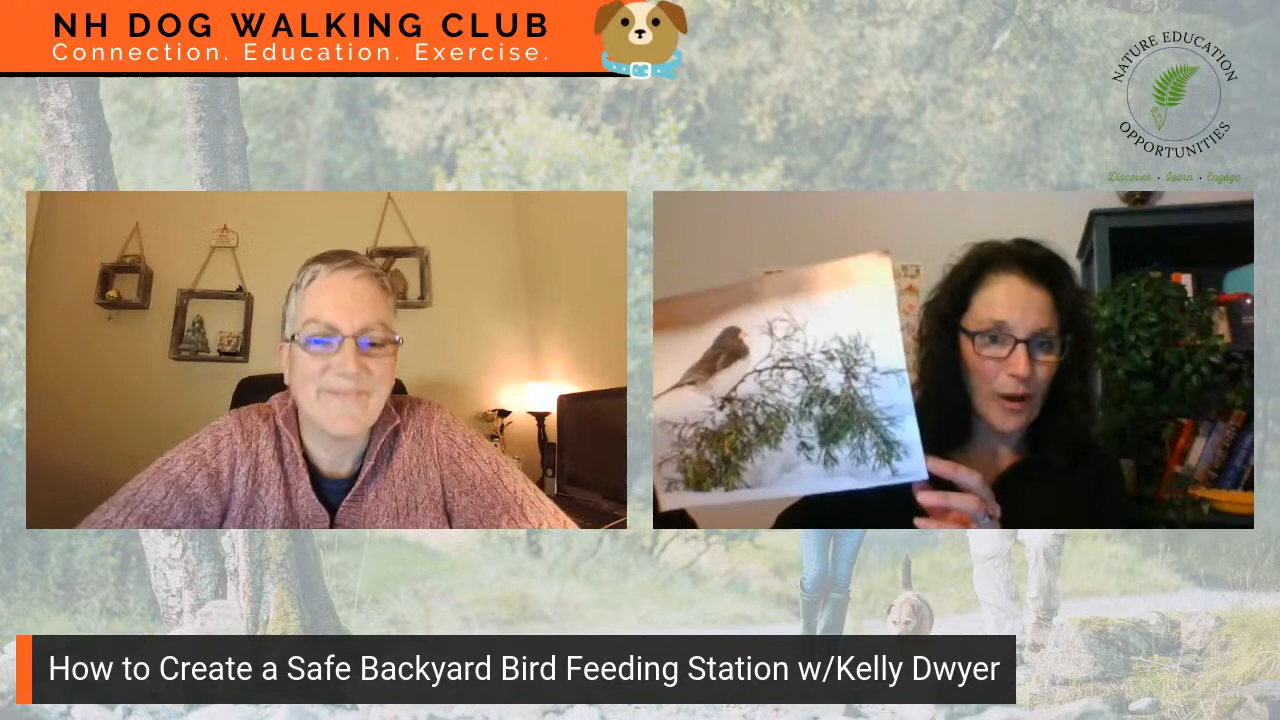 NH DOG WALKING CLUB
Connection. Education. Exercise.
NATURE EDUCATION
OPPORTUNITIES
Discover • Learn • Engage
How to Create a Safe Backyard Bird Feeding Station w/Kelly Dwyer